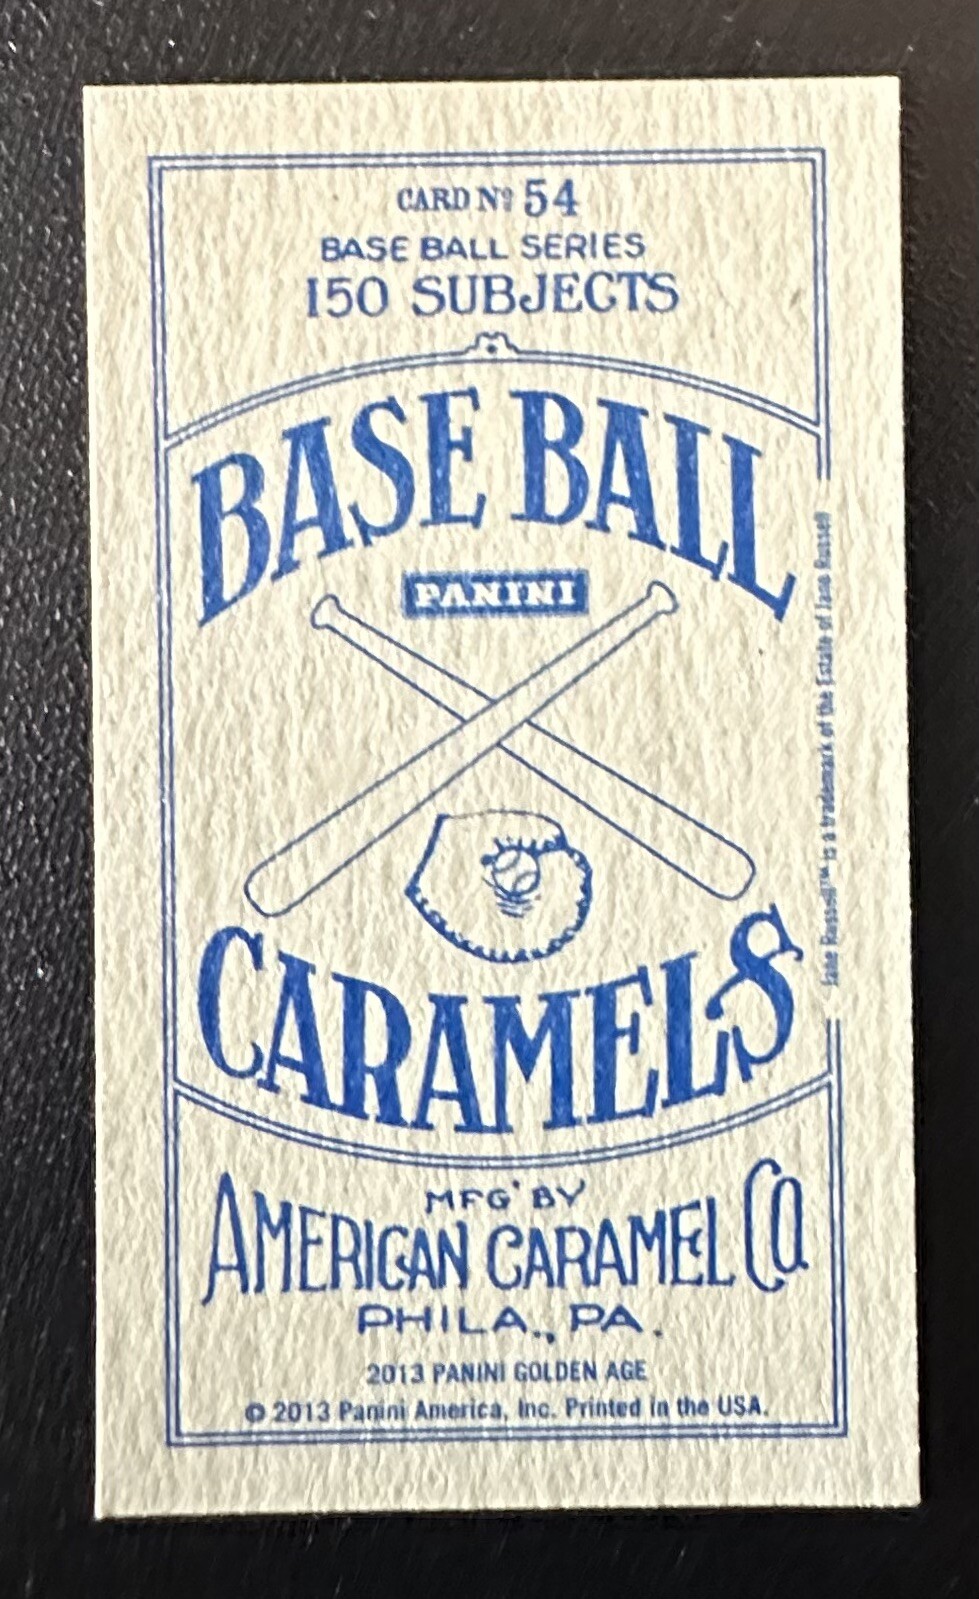 CARD Nº 54
BASE BALL SERIES
150 SUBJECTS
BASE BALL
PANINI
CARAMELS
MFG' BY
AMERICAN CARAMEL CO
PHILA., PA.
2013 PANINI GOLDEN AGE
© 2013 Panini America, Inc. Printed in the USA.
Jane Russell™ is a trademark of the Estate of Jane Russell